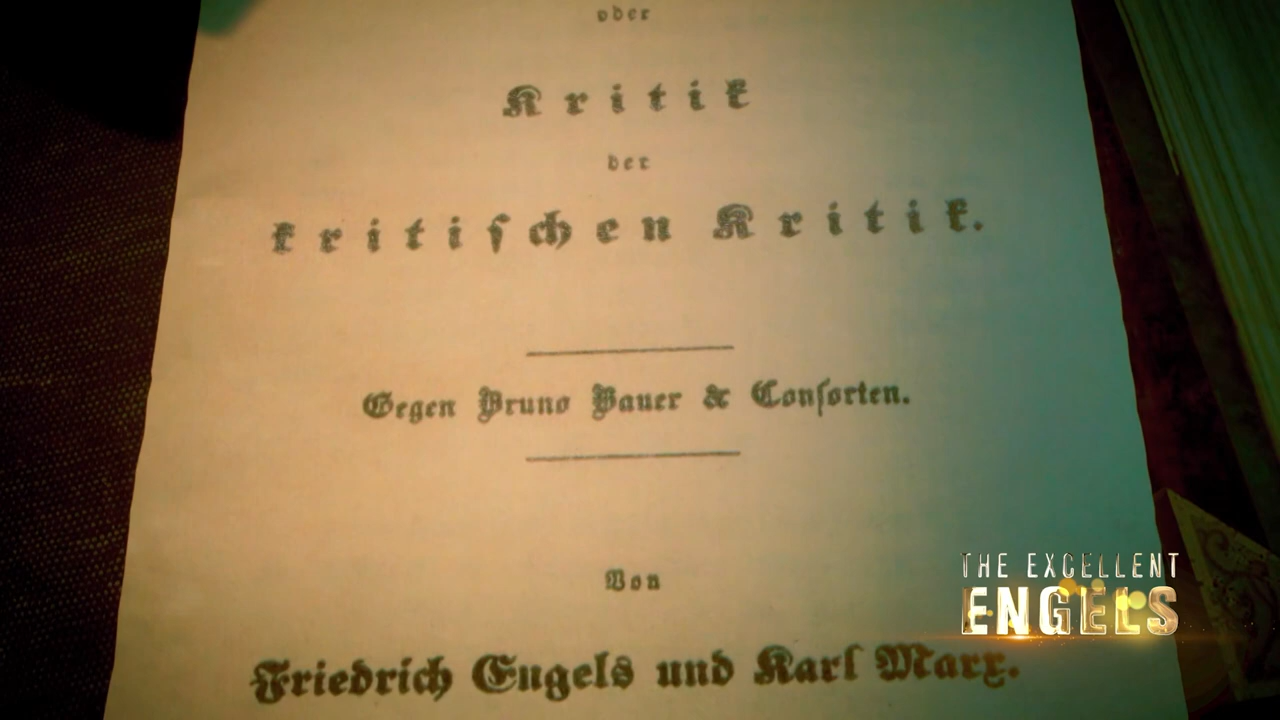 oder
Kritik
der
kritiſchen Kritik.
Gegen Bruno Bauer & Conſorten.
Von
Friedrich Engels und Karl Marx.
THE EXCELLENT
ENGELS